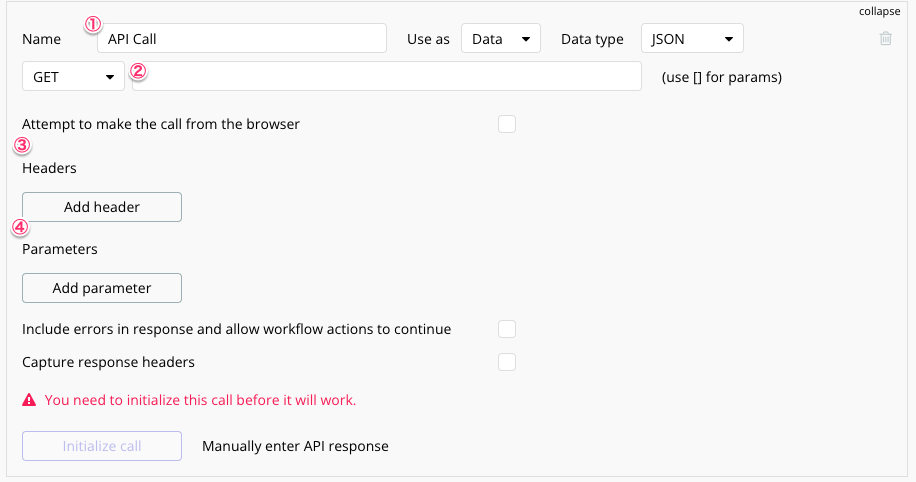 collapse
① Name API Call Use as Data Data type JSON
GET ② (use [] for params)
Attempt to make the call from the browser
③
Headers
Add header
④
Parameters
Add parameter
Include errors in response and allow workflow actions to continue
Capture response headers
You need to initialize this call before it will work.
Initialize call Manually enter API response